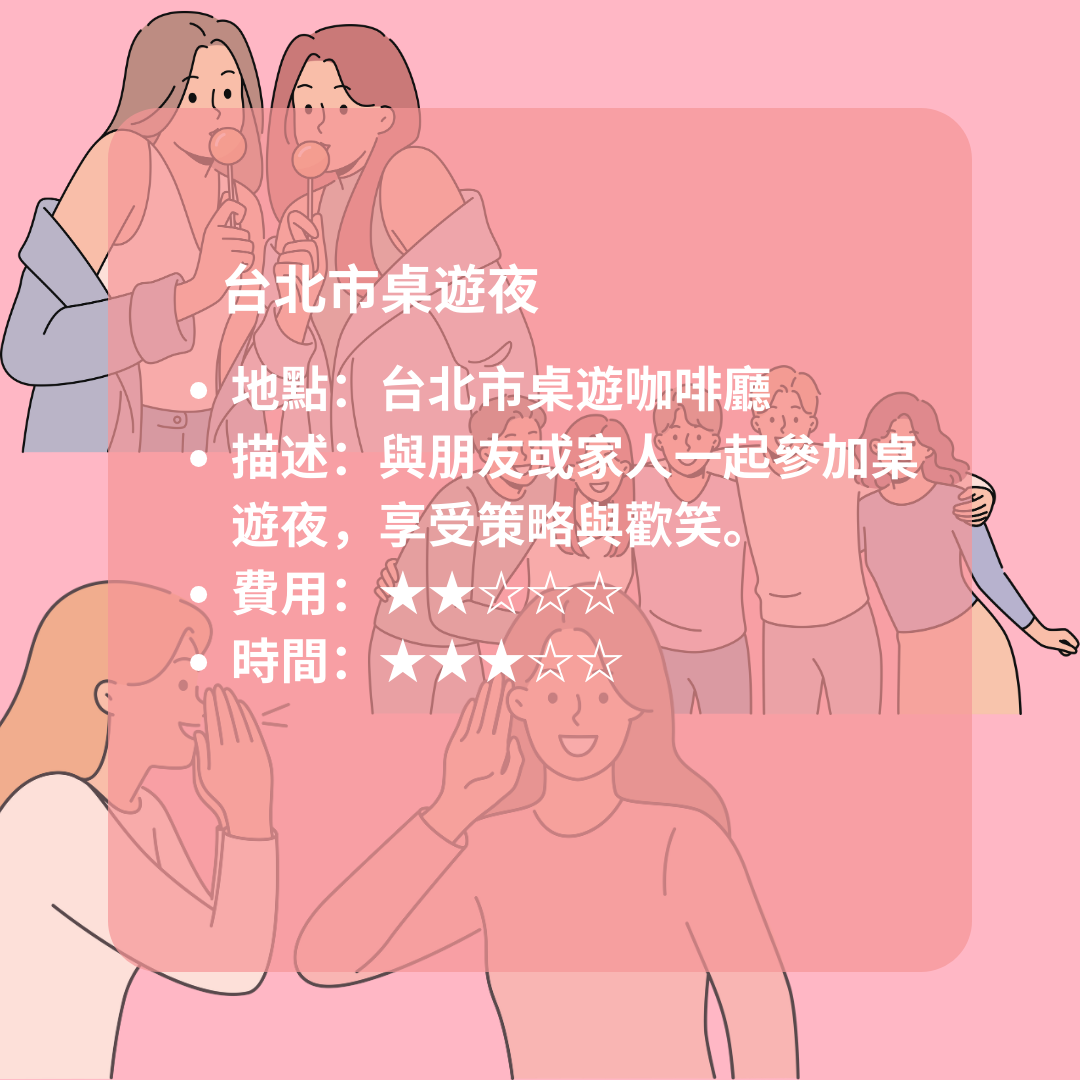 台北市桌遊夜
• 地點：台北市桌遊咖啡廳
• 描述：與朋友或家人一起參加桌
遊夜，享受策略與歡笑。
• 費用：★★☆☆☆
• 時間：★★★☆☆